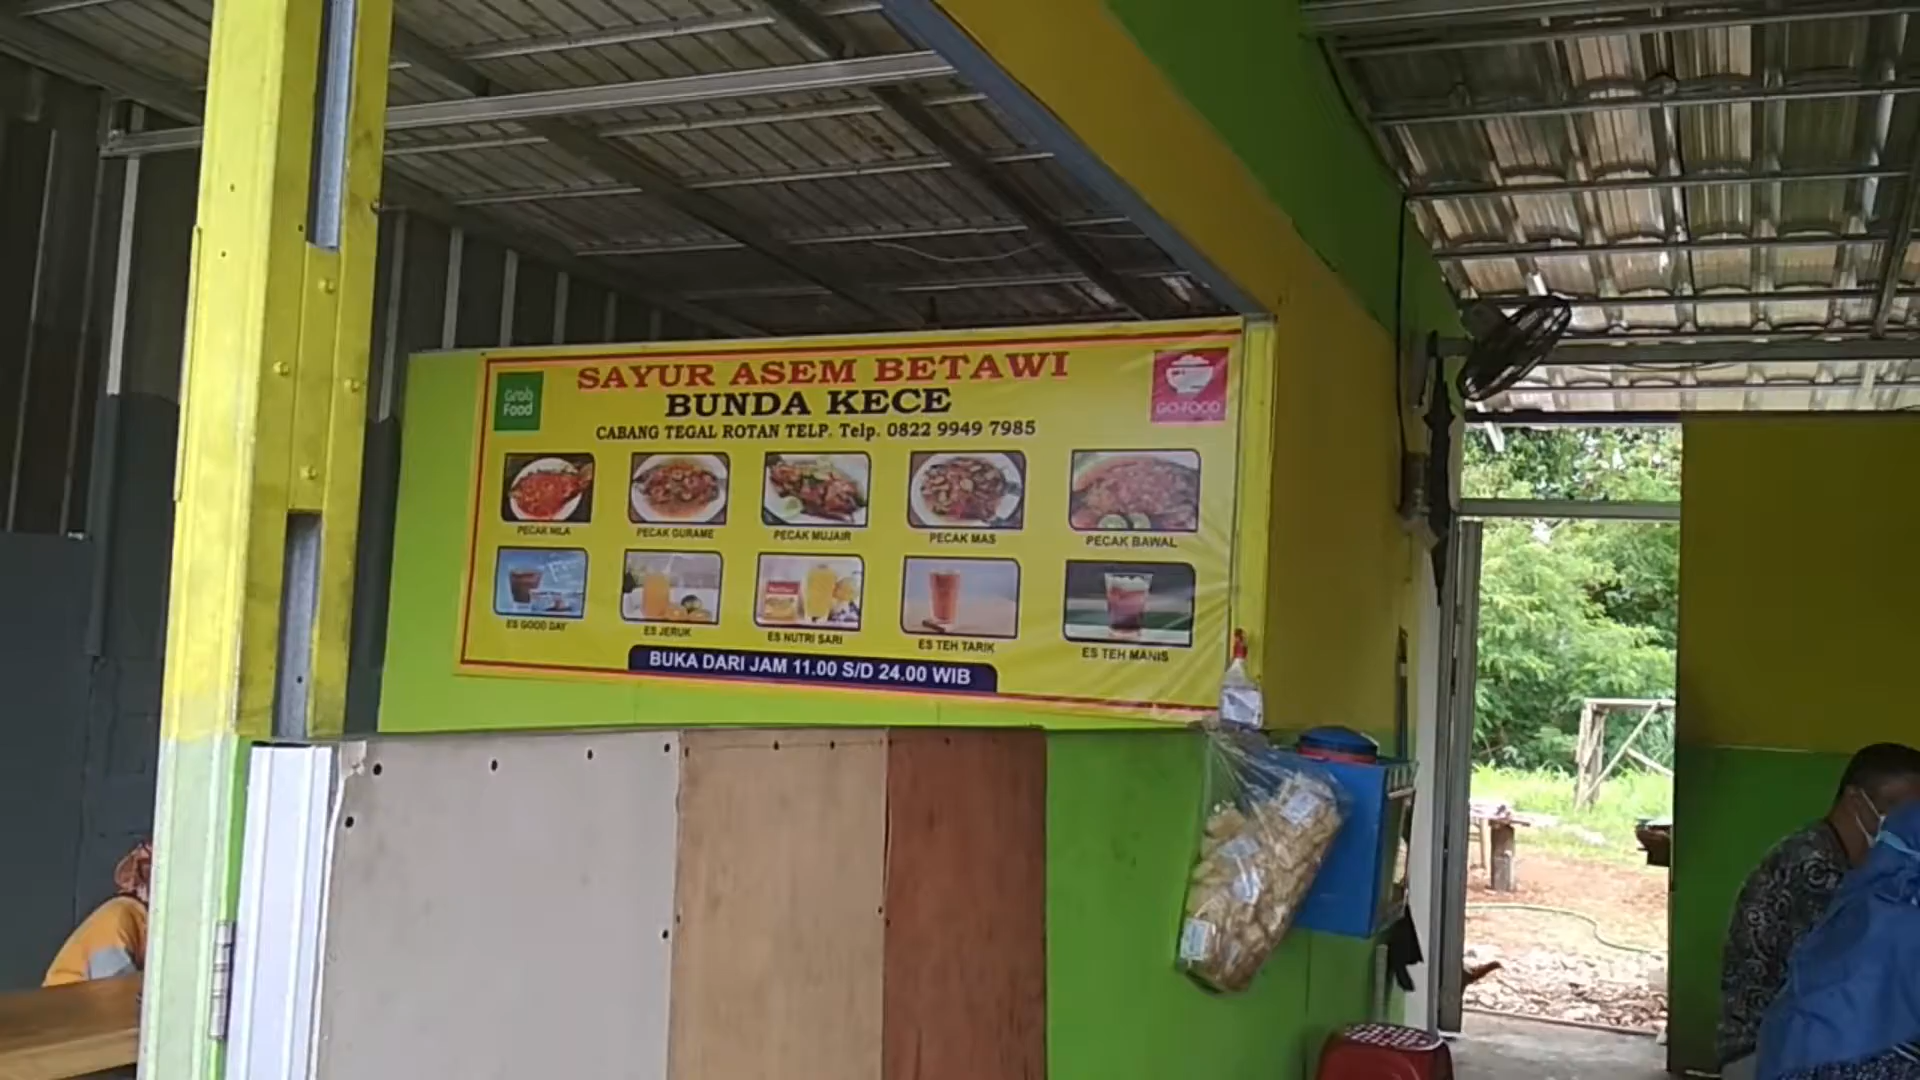 Grab
Food
SAYUR ASEM BETAWI
BUNDA KECE
CABANG TEGAL ROTAN TELP. Telp. 0822 9949 7985
GO-FOOD
PECAK NILA
PECAK GURAME
PECAK MUJAIR
PECAK MAS
PECAK BAWAL
ES GOOD DAY
ES JERUK
ES NUTRI SARI
ES TEH TARIK
ES TEH MANIS
BUKA DARI JAM 11.00 S/D 24.00 WIB